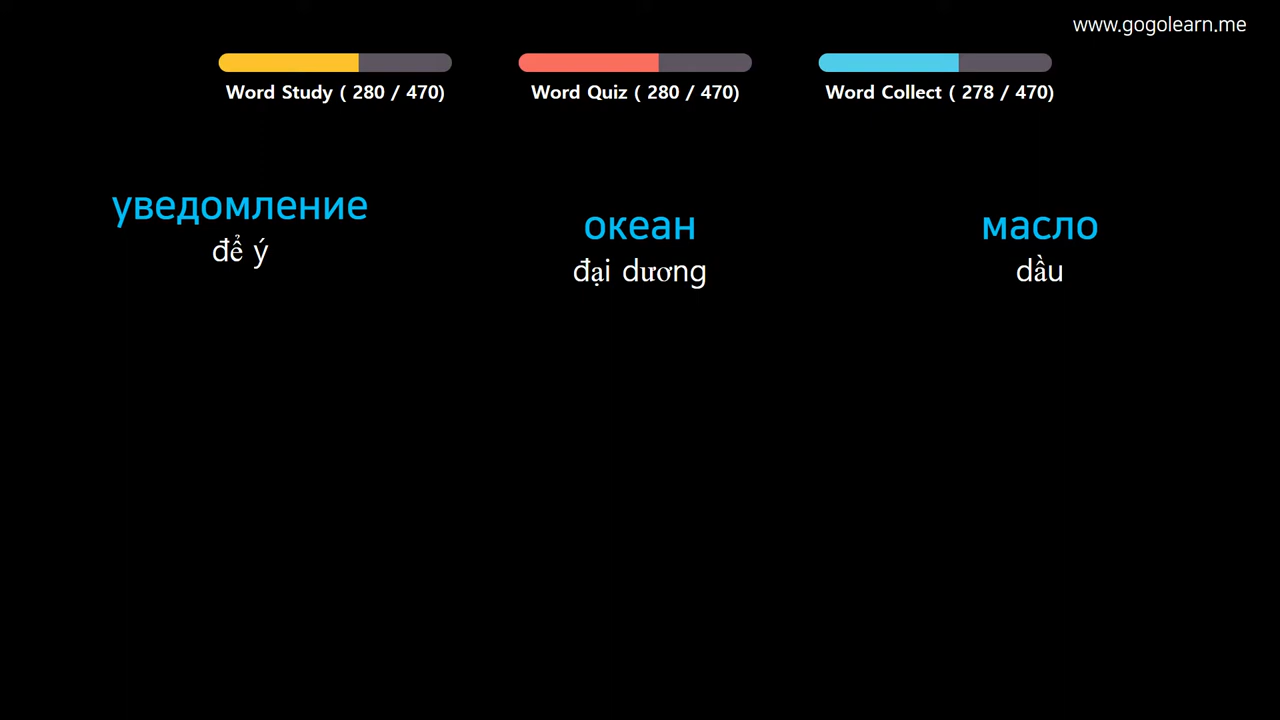 www.gogolearn.me
Word Study ( 280 / 470)
Word Quiz ( 280 / 470)
Word Collect ( 278 / 470)
уведомление
để ý
океан
đại dương
масло
dầu